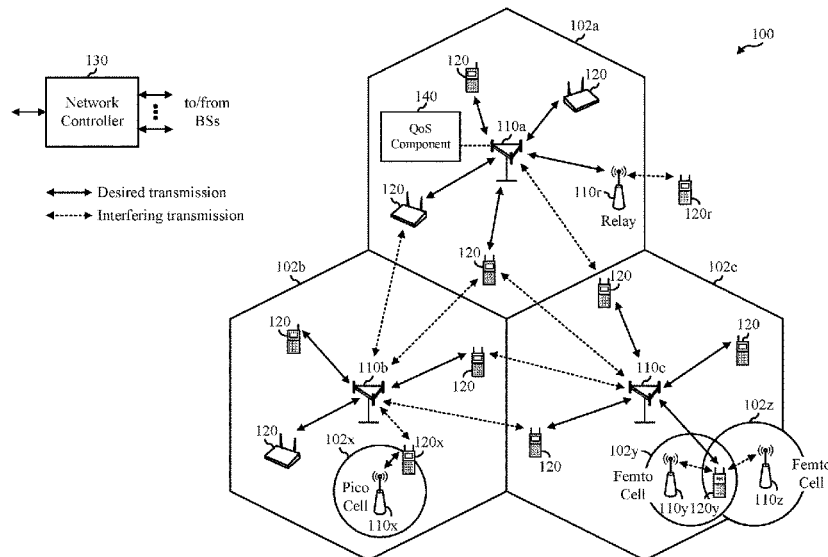 102a
100
130
120
120
Network
Controller
to/from
BSs
140
QoS
Component
110a
Desired transmission
Interfering transmission
120
110r
Relay
120r
102b
120
120
102c
120
120
110b
120
110c
120
102z
120
102x
120x
120
102y
Pico
Cell
110x
Femto
Cell
110y
120y
110z
Femto
Cell